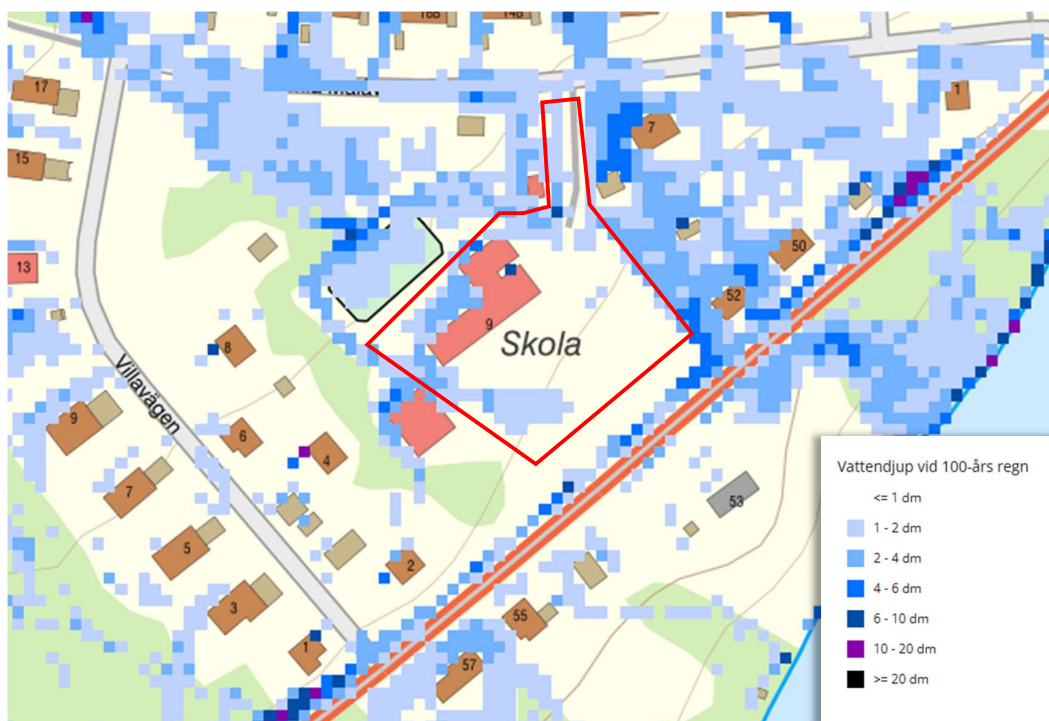 16B
14B
17
7
1
15
50
13
52
9
Skola
8
Villavägen
9
6
4
7
53
5
2
3
55
1
57
Vattendjup vid 100-års regn
<= 1 dm
1 - 2 dm
2 - 4 dm
4 - 6 dm
6 - 10 dm
10 - 20 dm
>= 20 dm